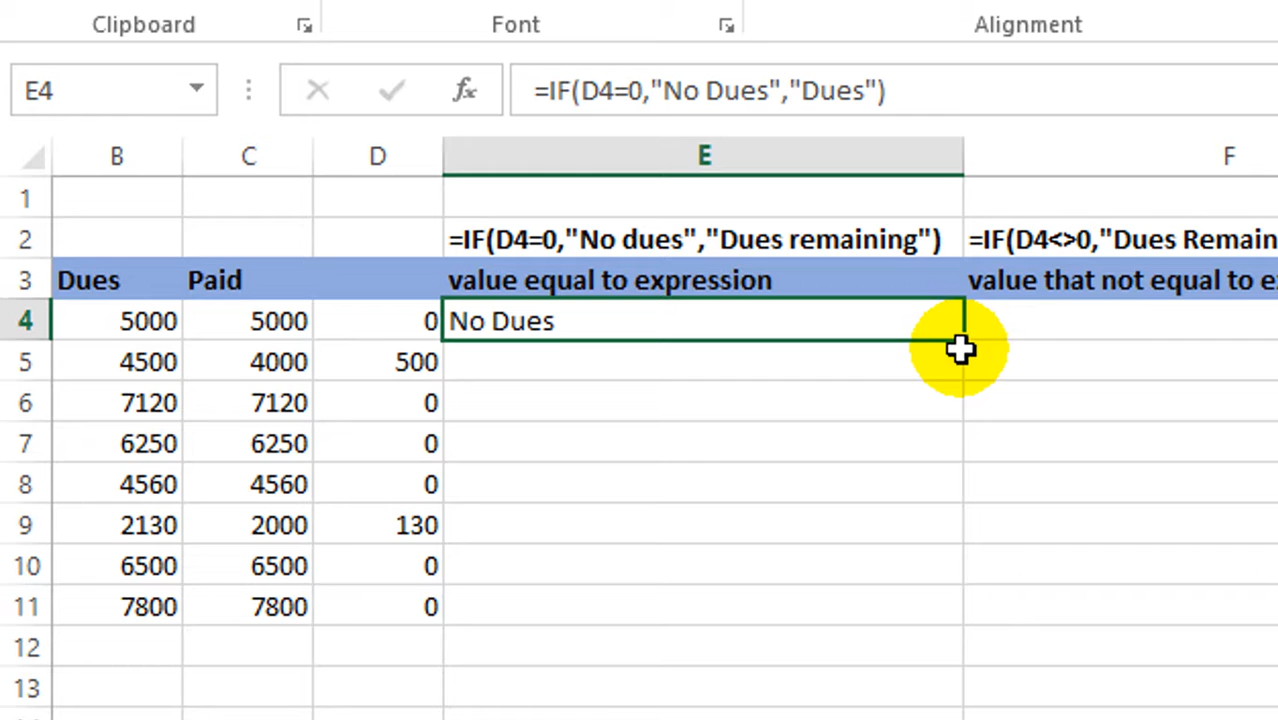 Clipboard Font Alignment
E4 fx =IF(D4=0,"No Dues","Dues")
B C D E F
1
2 =IF(D4=0,"No dues","Dues remaining") =IF(D4<>0,"Dues Remain
3 Dues Paid value equal to expression value that not equal to e
4 5000 5000 0 No Dues
5 4500 4000 500
6 7120 7120 0
7 6250 6250 0
8 4560 4560 0
9 2130 2000 130
10 6500 6500 0
11 7800 7800 0
12
13